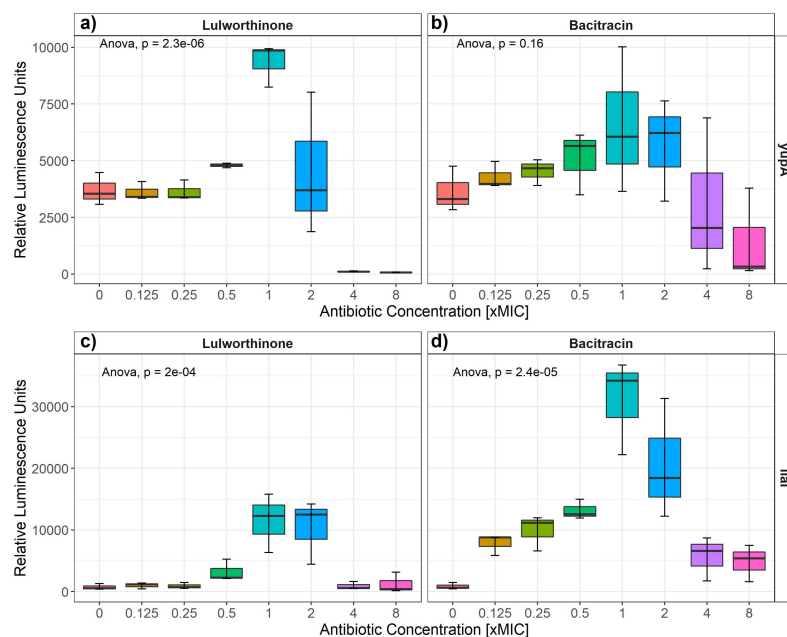 a) Lulworthinone
b) Bacitracin
Anova, p = 2.3e-06
Anova, p = 0.16
Relative Luminescence Units
10000
7500
5000
2500
0
yupA
0 0.125 0.25 0.5 1 2 4 8
0 0.125 0.25 0.5 1 2 4 8
Antibiotic Concentration [xMIC]
c) Lulworthinone
d) Bacitracin
Anova, p = 2e-04
Anova, p = 2.4e-05
Relative Luminescence Units
30000
20000
10000
0
0 0.125 0.25 0.5 1 2 4 8
0 0.125 0.25 0.5 1 2 4 8
Antibiotic Concentration [xMIC]